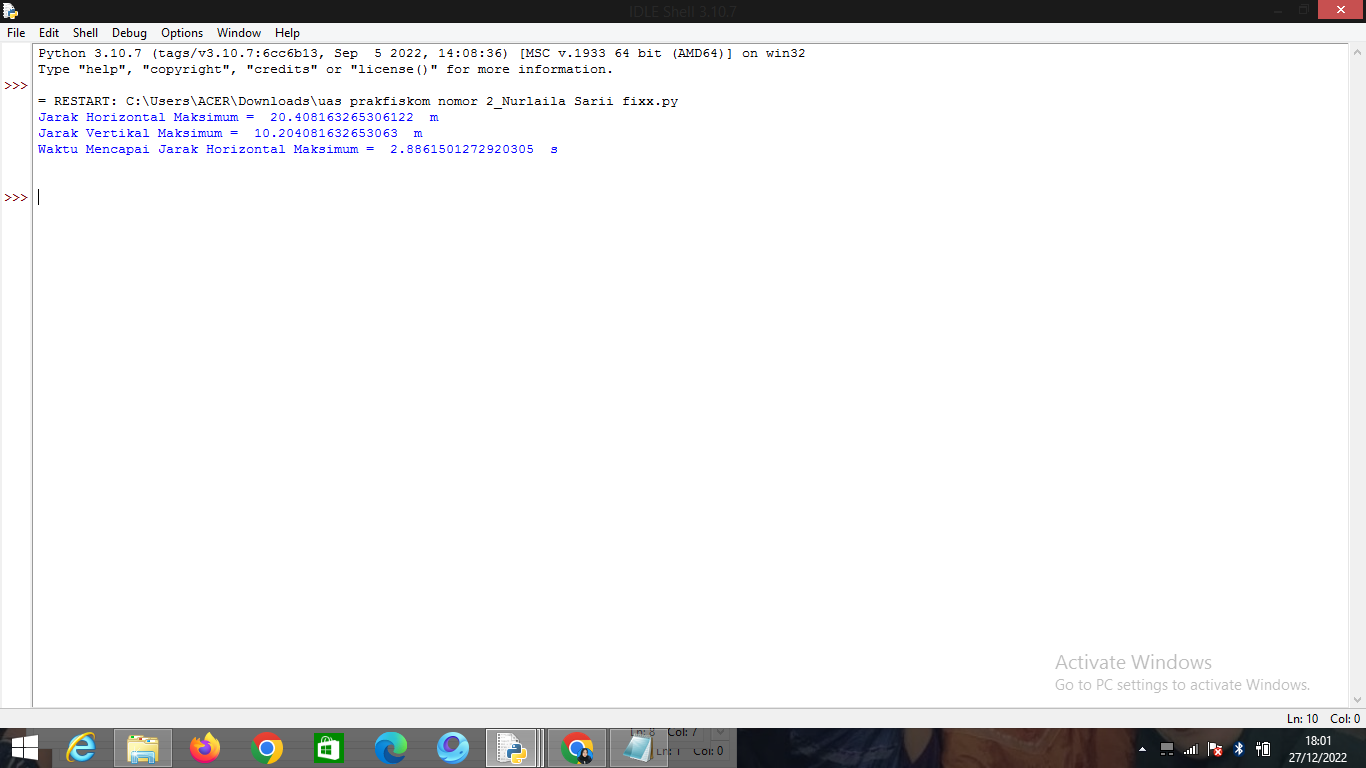 IDLE Shell 3.10.7
File Edit Shell Debug Options Window Help
Python 3.10.7 (tags/v3.10.7:6cc6b13, Sep  5 2022, 14:08:36) [MSC v.1933 64 bit (AMD64)] on win32
Type "help", "copyright", "credits" or "license()" for more information.
>>>
= RESTART: C:\Users\ACER\Downloads\uas prakfiskom nomor 2_Nurlaila Sarii fixx.py
Jarak Horizontal Maksimum =  20.408163265306122  m
Jarak Vertikal Maksimum =  10.204081632653063  m
Waktu Mencapai Jarak Horizontal Maksimum =  2.8861501272920305  s
>>>
Activate Windows
Go to PC settings to activate Windows.
Ln: 10 Col: 0
Ln: 8 Col: 7
Ln: 1 Col: 0
18:01
27/12/2022